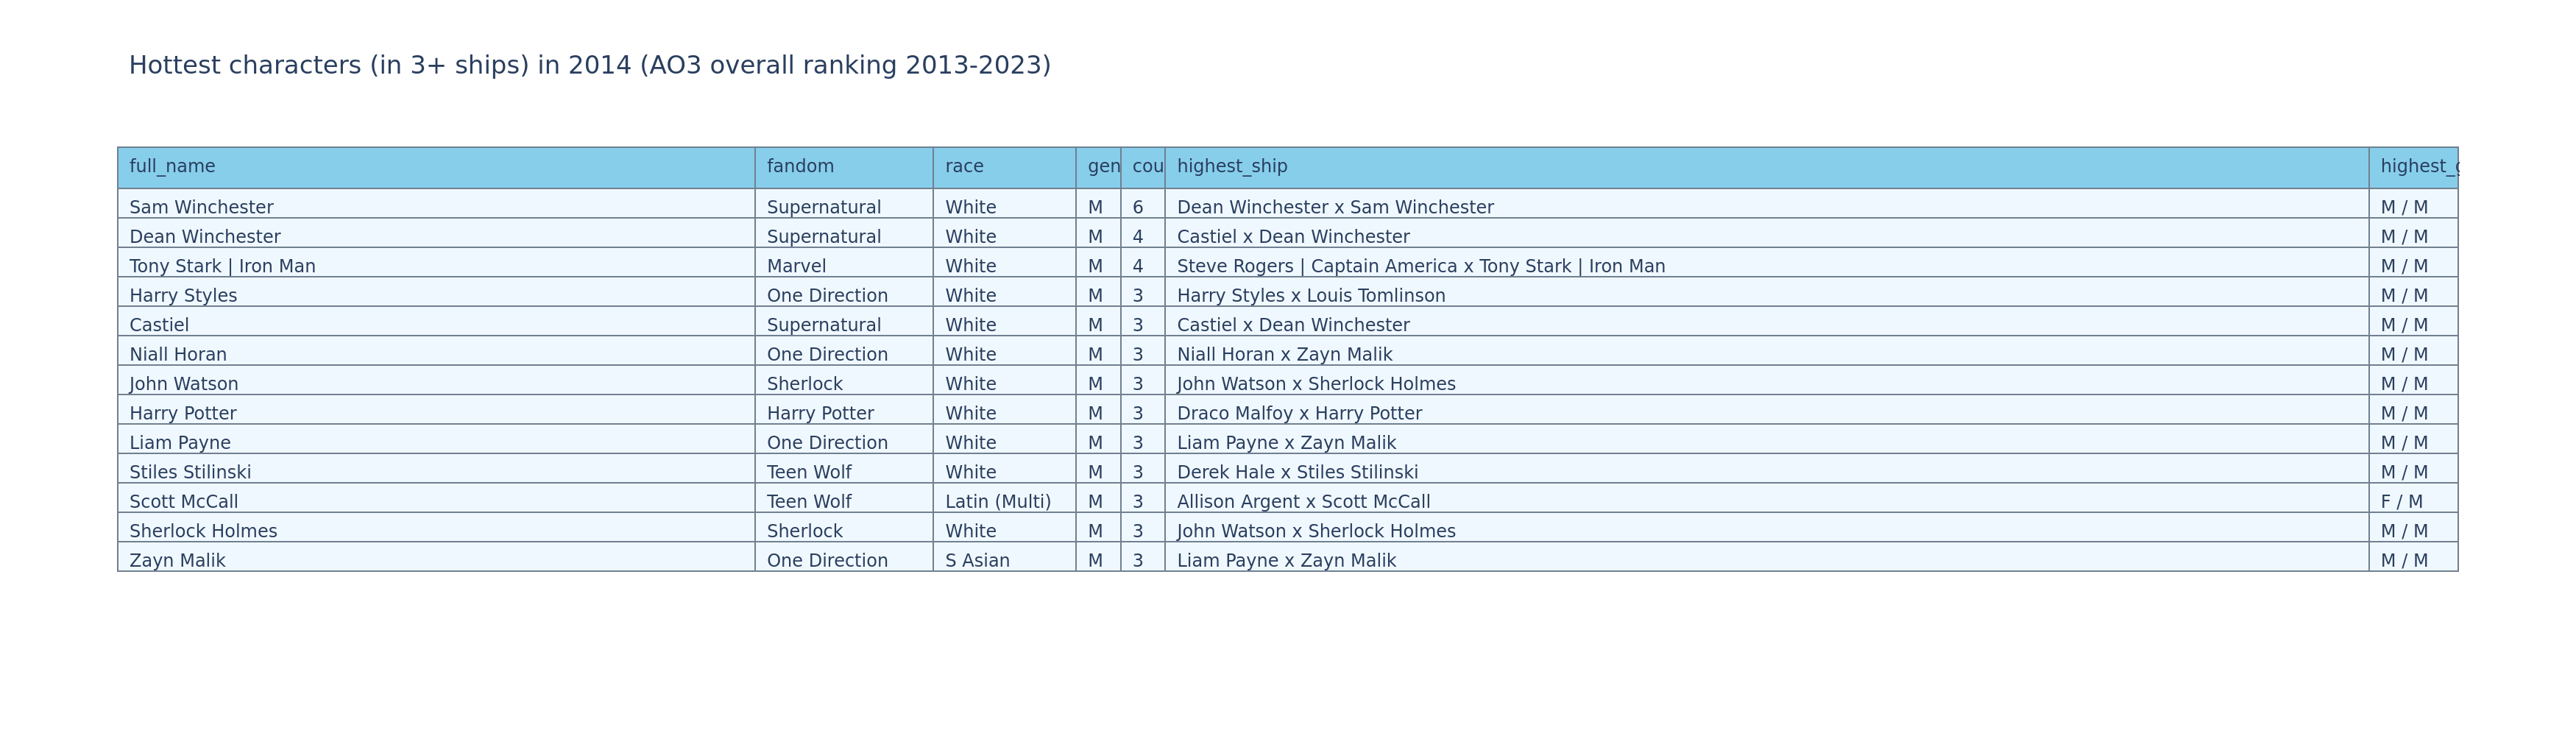 Hottest characters (in 3+ ships) in 2014 (AO3 overall ranking 2013-2023)
full_name fandom race gen cou highest_ship highest_g
Sam Winchester Supernatural White M 6 Dean Winchester x Sam Winchester M / M
Dean Winchester Supernatural White M 4 Castiel x Dean Winchester M / M
Tony Stark | Iron Man Marvel White M 4 Steve Rogers | Captain America x Tony Stark | Iron Man M / M
Harry Styles One Direction White M 3 Harry Styles x Louis Tomlinson M / M
Castiel Supernatural White M 3 Castiel x Dean Winchester M / M
Niall Horan One Direction White M 3 Niall Horan x Zayn Malik M / M
John Watson Sherlock White M 3 John Watson x Sherlock Holmes M / M
Harry Potter Harry Potter White M 3 Draco Malfoy x Harry Potter M / M
Liam Payne One Direction White M 3 Liam Payne x Zayn Malik M / M
Stiles Stilinski Teen Wolf White M 3 Derek Hale x Stiles Stilinski M / M
Scott McCall Teen Wolf Latin (Multi) M 3 Allison Argent x Scott McCall F / M
Sherlock Holmes Sherlock White M 3 John Watson x Sherlock Holmes M / M
Zayn Malik One Direction S Asian M 3 Liam Payne x Zayn Malik M / M